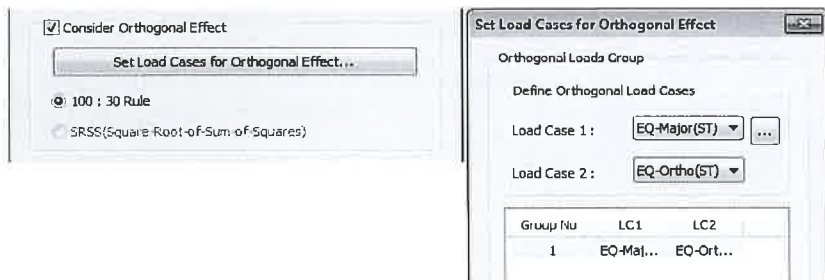 Consider Orthogonal Effect
Set Load Cases for Orthogonal Effect...
100 : 30 Rule
SRSS(Square-Root-of-Sum-of-Squares)
Set Load Cases for Orthogonal Effect
Orthogonal Loads Group
Define Orthogonal Load Cases
Load Case 1 : EQ-Major(ST) ...
Load Case 2 : EQ-Ortho(ST)
Group No LC1 LC2
1 EQ-Maj... EQ-Ort...